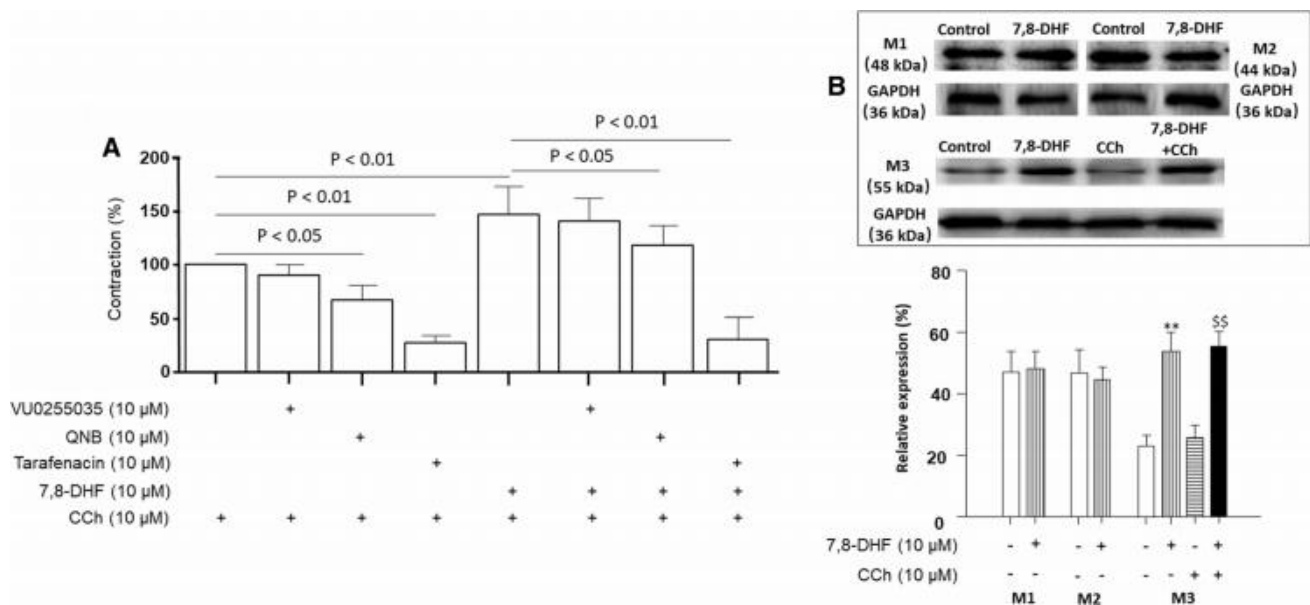 A
P < 0.01
P < 0.01
P < 0.05
P < 0.01
P < 0.01
P < 0.05
Contraction (%)
200
150
100
50
0
VU0255035 (10 μM) + +
QNB (10 μM) + +
Tarafenacin (10 μM) + +
7,8-DHF (10 μM) + + + +
CCh (10 μM) + + + + + + + +
B
Control 7,8-DHF Control 7,8-DHF
M1
(48 kDa)
M2
(44 kDa)
GAPDH
(36 kDa)
GAPDH
(36 kDa)
Control 7,8-DHF CCh 7,8-DHF
+CCh
M3
(55 kDa)
GAPDH
(36 kDa)
Relative expression (%)
80
60
40
20
0
** $$
7,8-DHF (10 μM) - + - + - + - +
CCh (10 μM) - - - - - - + +
M1 M2 M3